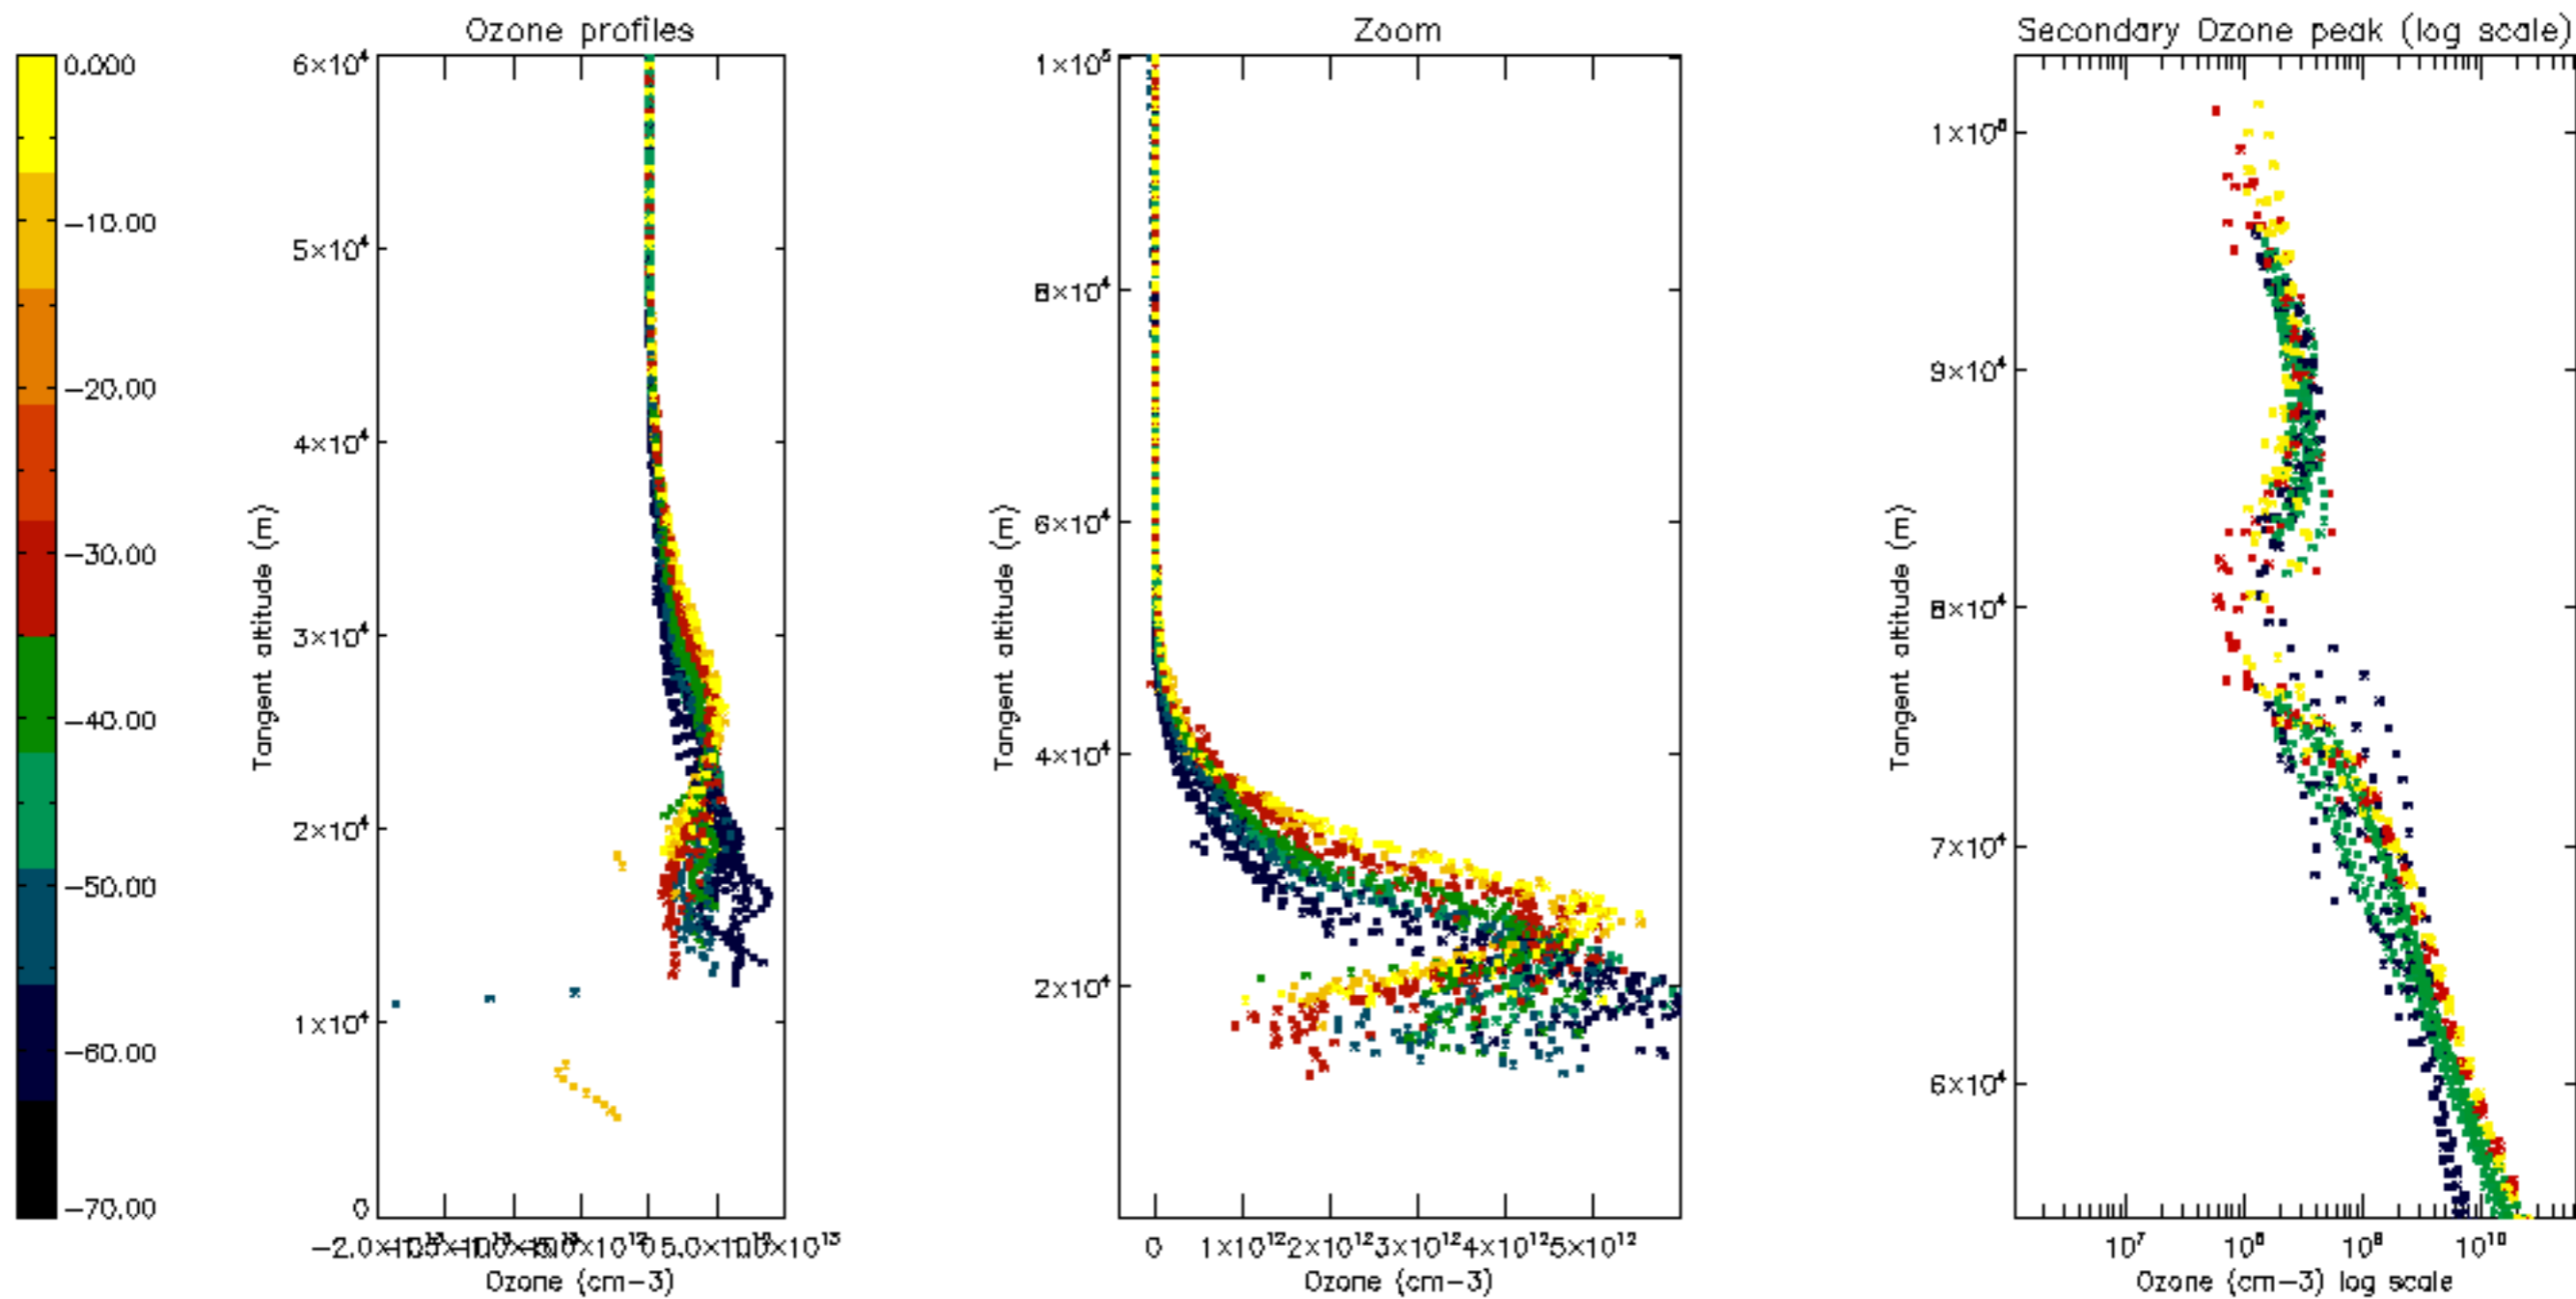 Ozone profiles
Zoom
Secondary Ozone peak (log scale)
0.000
-10.00
-20.00
-30.00
-40.00
-50.00
-60.00
-70.00
6×10⁴
5×10⁴
4×10⁴
3×10⁴
2×10⁴
1×10⁴
0
Tangent altitude (m)
Ozone (cm-3)
1×10⁵
8×10⁴
6×10⁴
4×10⁴
2×10⁴
Tangent altitude (m)
0 1×10¹² 2×10¹² 3×10¹² 4×10¹² 5×10¹²
Ozone (cm-3)
9×10⁴
8×10⁴
7×10⁴
6×10⁴
Tangent altitude (m)
10⁷ 10⁸ 10⁹ 10¹⁰
Ozone (cm-3) log scale